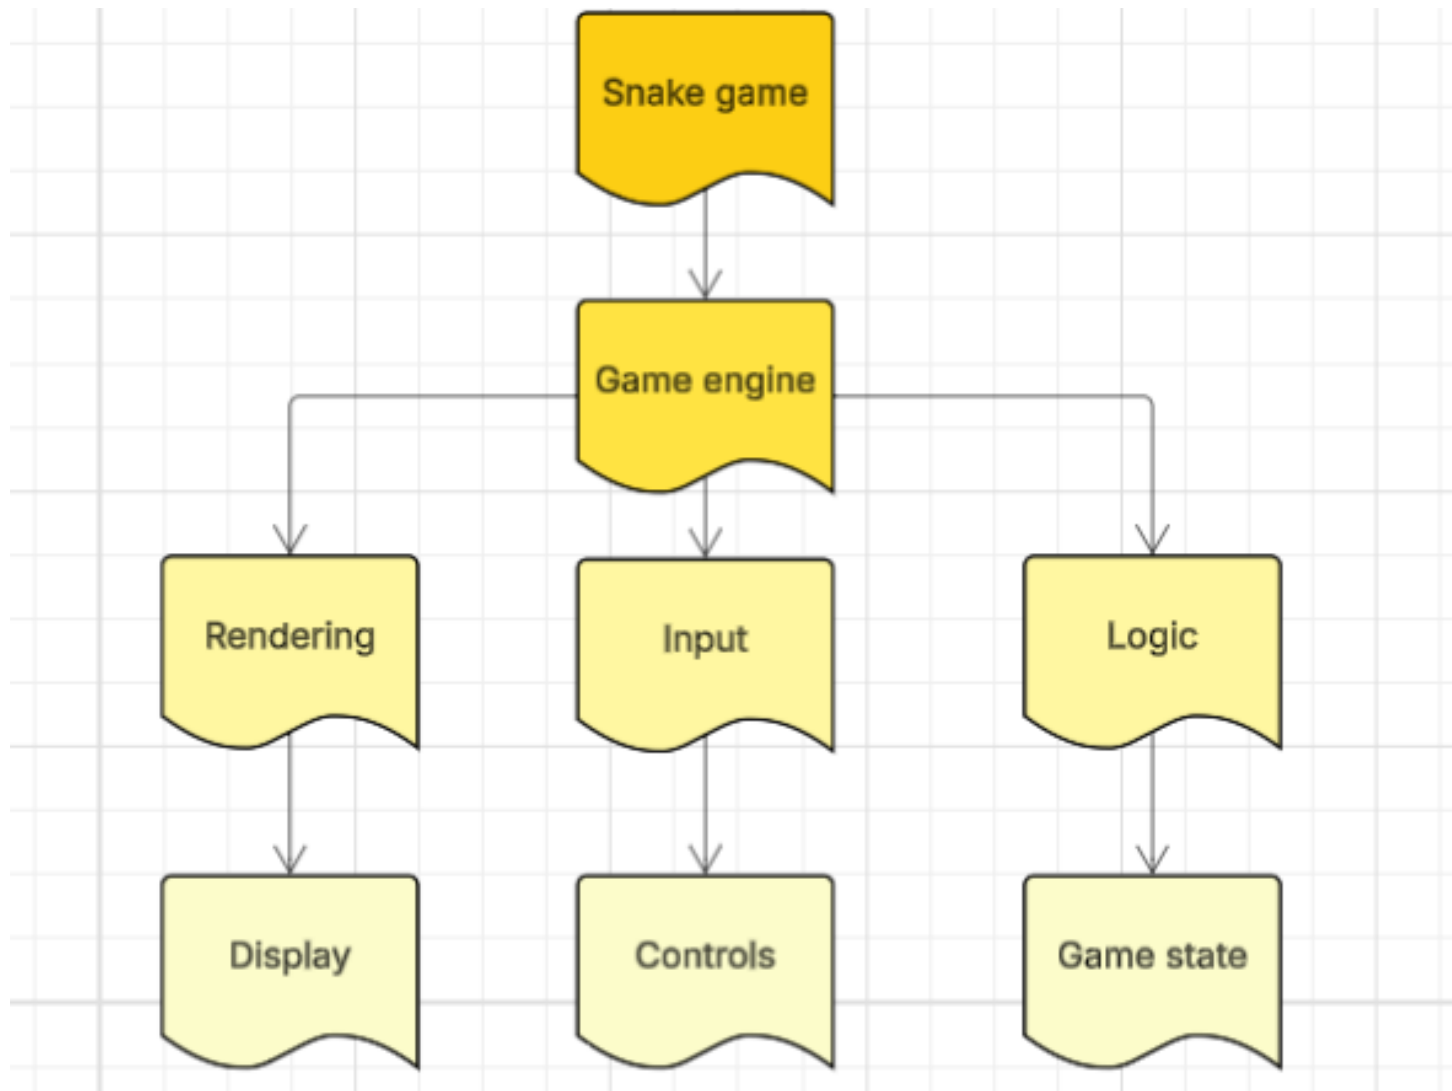 Snake game
Game engine
Rendering
Input
Logic
Display
Controls
Game state